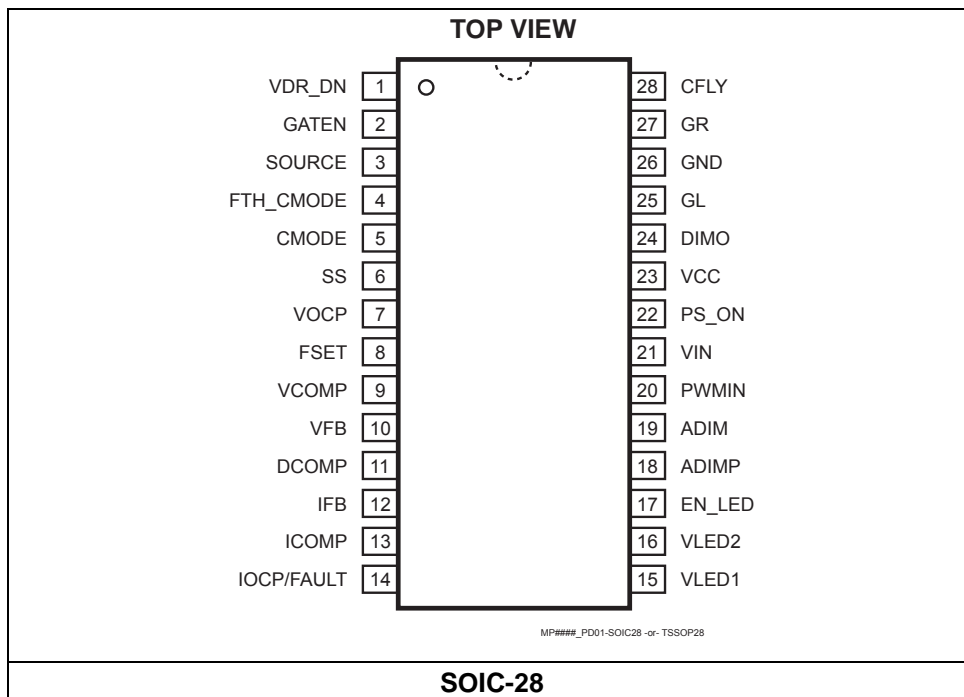 TOP VIEW
VDR_DN 1 28 CFLY
GATEN 2 27 GR
SOURCE 3 26 GND
FTH_CMODE 4 25 GL
CMODE 5 24 DIMO
SS 6 23 VCC
VOCP 7 22 PS_ON
FSET 8 21 VIN
VCOMP 9 20 PWMIN
VFB 10 19 ADIM
DCOMP 11 18 ADIMP
IFB 12 17 EN_LED
ICOMP 13 16 VLED2
IOCP/FAULT 14 15 VLED1
MP####_PD01-SOIC28 -or- TSSOP28
SOIC-28